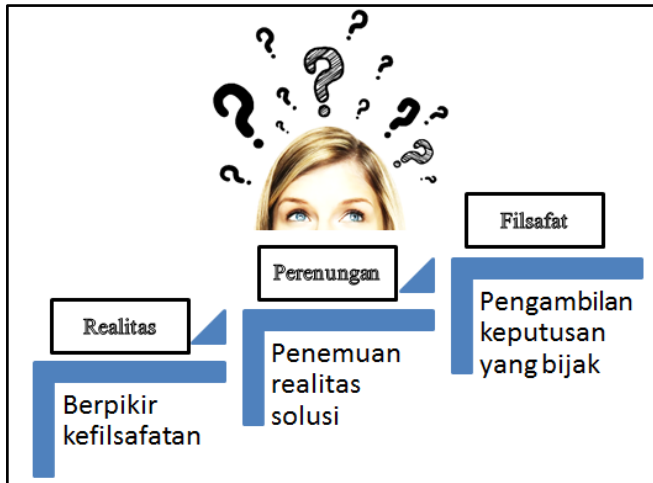 Filsafat
Perenungan
Realitas
Pengambilan
keputusan
yang bijak
Penemuan
realitas
solusi
Berpikir
kefilsafatan